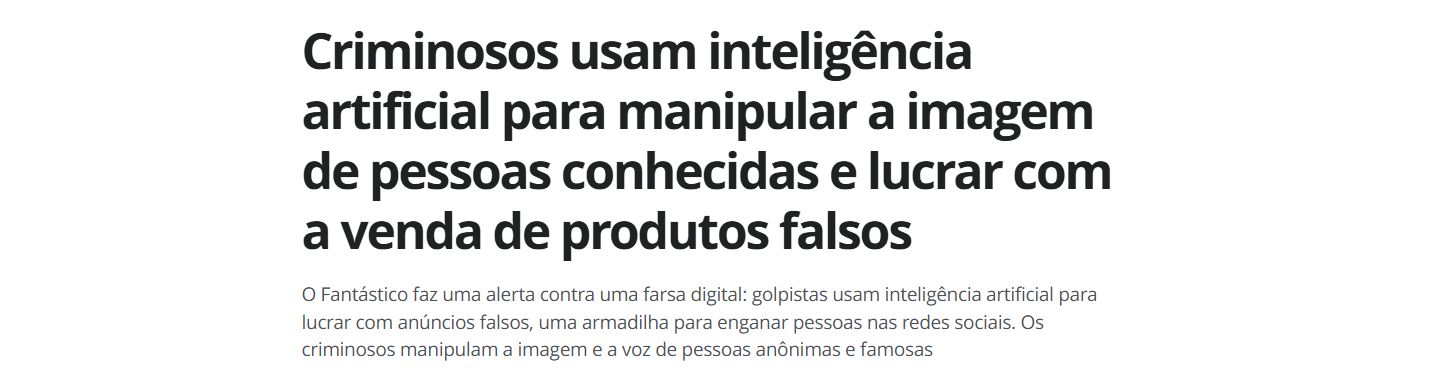 Criminosos usam inteligência
artificial para manipular a imagem
de pessoas conhecidas e lucrar com
a venda de produtos falsos
O Fantástico faz uma alerta contra uma farsa digital: golpistas usam inteligência artificial para
lucrar com anúncios falsos, uma armadilha para enganar pessoas nas redes sociais. Os
criminosos manipulam a imagem e a voz de pessoas anônimas e famosas